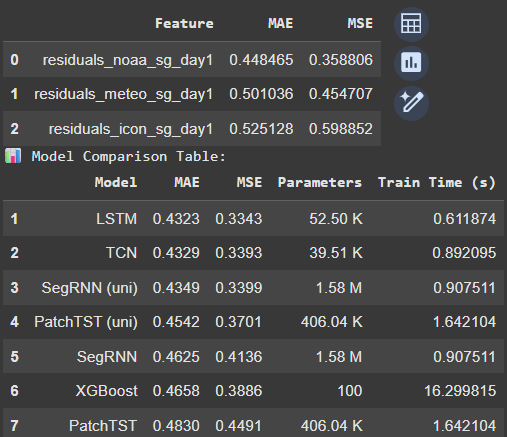 Feature MAE MSE
0 residuals_noaa_sg_day1 0.448465 0.358806
1 residuals_meteo_sg_day1 0.501036 0.454707
2 residuals_icon_sg_day1 0.525128 0.598852
📊 Model Comparison Table:
Model MAE MSE Parameters Train Time (s)
1 LSTM 0.4323 0.3343 52.50 K 0.611874
2 TCN 0.4329 0.3393 39.51 K 0.892095
3 SegRNN (uni) 0.4349 0.3399 1.58 M 0.907511
4 PatchTST (uni) 0.4542 0.3701 406.04 K 1.642104
5 SegRNN 0.4625 0.4136 1.58 M 0.907511
6 XGBoost 0.4658 0.3886 100 16.299815
7 PatchTST 0.4830 0.4491 406.04 K 1.642104